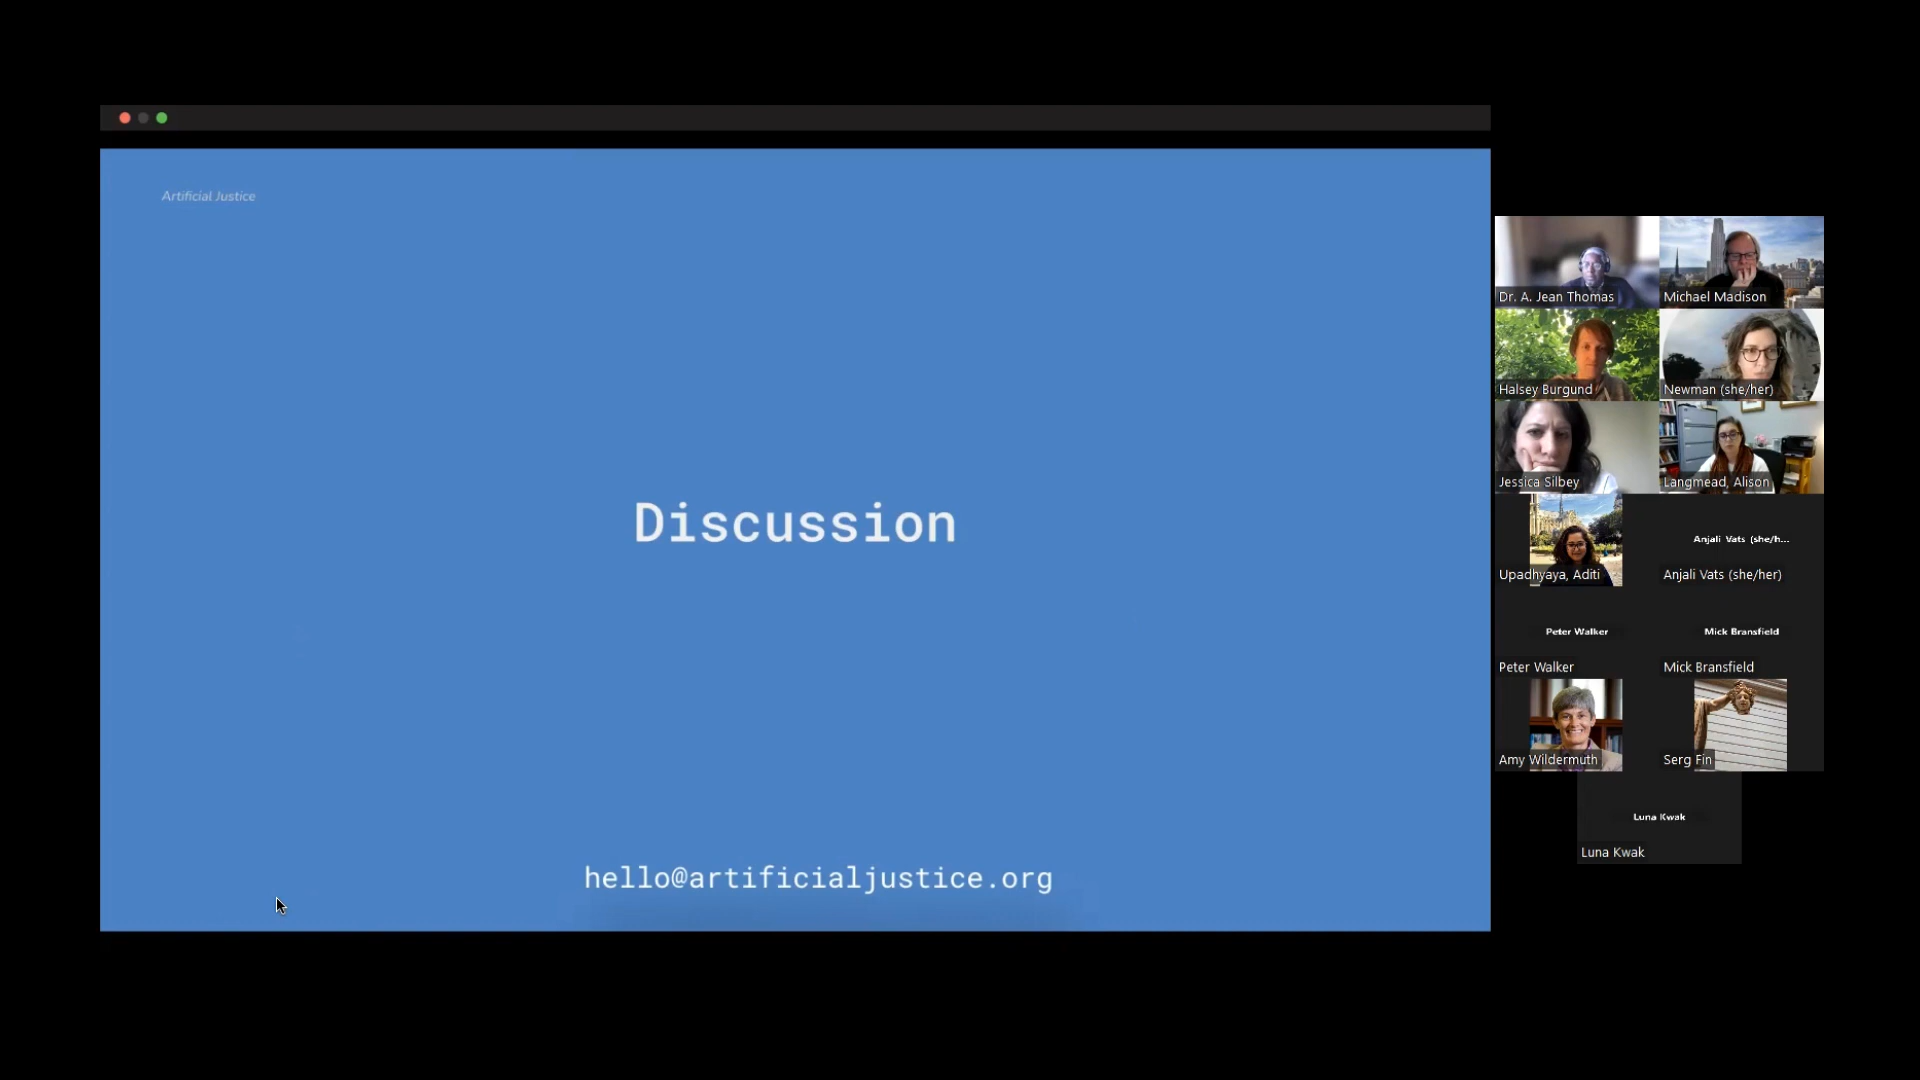 Artificial Justice
Discussion
hello@artificialjustice.org
Dr. A. Jean Thomas
Michael Madison
Halsey Burgund
Newman (she/her)
Jessica Silbey
Langmead, Alison
Upadhyaya, Aditi
Anjali Vats (she/h...
Anjali Vats (she/her)
Peter Walker
Peter Walker
Mick Bransfield
Mick Bransfield
Amy Wildermuth
Serg Fin
Luna Kwak
Luna Kwak